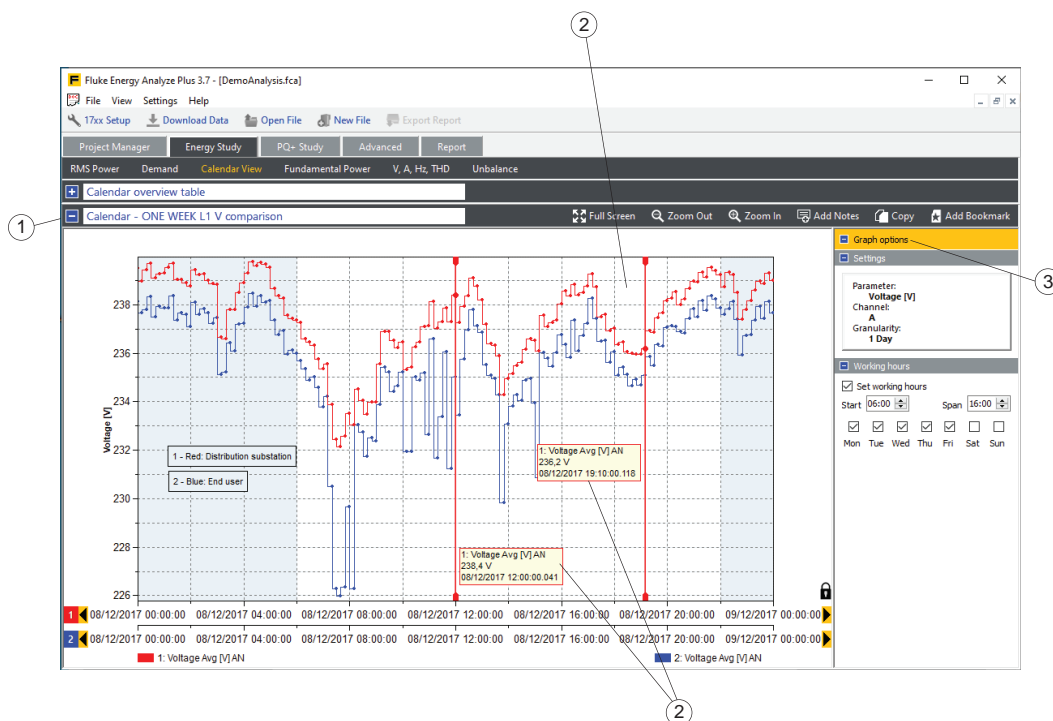 2
Fluke Energy Analyze Plus 3.7 - [DemoAnalysis.fca]
File View Settings Help
17xx Setup Download Data Open File New File Export Report
Project Manager Energy Study PQ+ Study Advanced Report
RMS Power Demand Calendar View Fundamental Power V, A, Hz, THD Unbalance
Calendar overview table
1
Calendar - ONE WEEK L1 V comparison Full Screen Zoom Out Zoom In Add Notes Copy Add Bookmark
Graph options
Settings
3
Parameter:
Voltage [V]
Channel:
A
Granularity:
1 Day
Working hours
Set working hours
Start 06:00 Span 16:00
Mon Tue Wed Thu Fri Sat Sun
Voltage [V]
238
236
234
232
230
228
226
1 - Red: Distribution substation
2 - Blue: End user
1: Voltage Avg [V] AN
236,2 V
08/12/2017 19:10:00.118
1: Voltage Avg [V] AN
238,4 V
08/12/2017 12:00:00.041
1 08/12/2017 00:00:00 08/12/2017 04:00:00 08/12/2017 08:00:00 08/12/2017 12:00:00 08/12/2017 16:00:00 08/12/2017 20:00:00 09/12/2017 00:00:00
2 08/12/2017 00:00:00 08/12/2017 04:00:00 08/12/2017 08:00:00 08/12/2017 12:00:00 08/12/2017 16:00:00 08/12/2017 20:00:00 09/12/2017 00:00:00
1: Voltage Avg [V] AN 2: Voltage Avg [V] AN
2